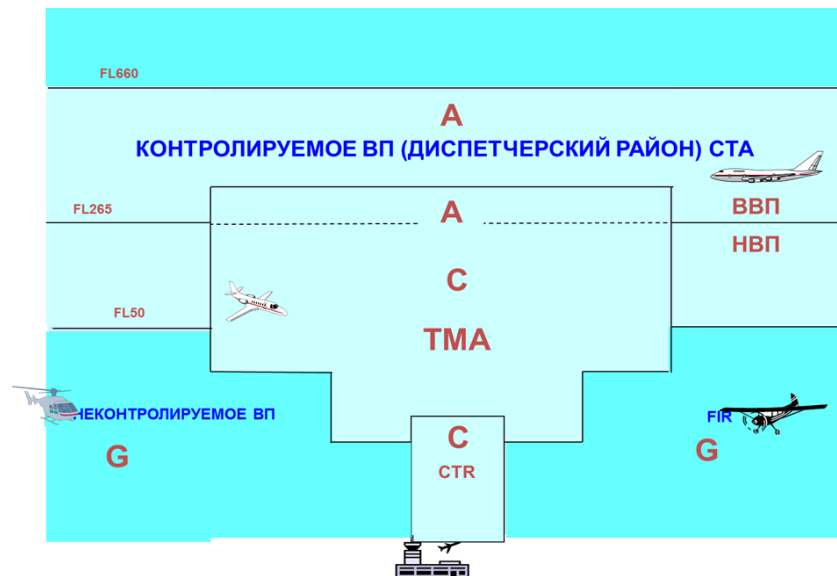 FL660
А
КОНТРОЛИРУЕМОЕ ВП (ДИСПЕТЧЕРСКИЙ РАЙОН) СТА
FL265
А
ВВП
НВП
С
FL50
ТМА
НЕКОНТРОЛИРУЕМОЕ ВП
FIR
С
G
G
CTR